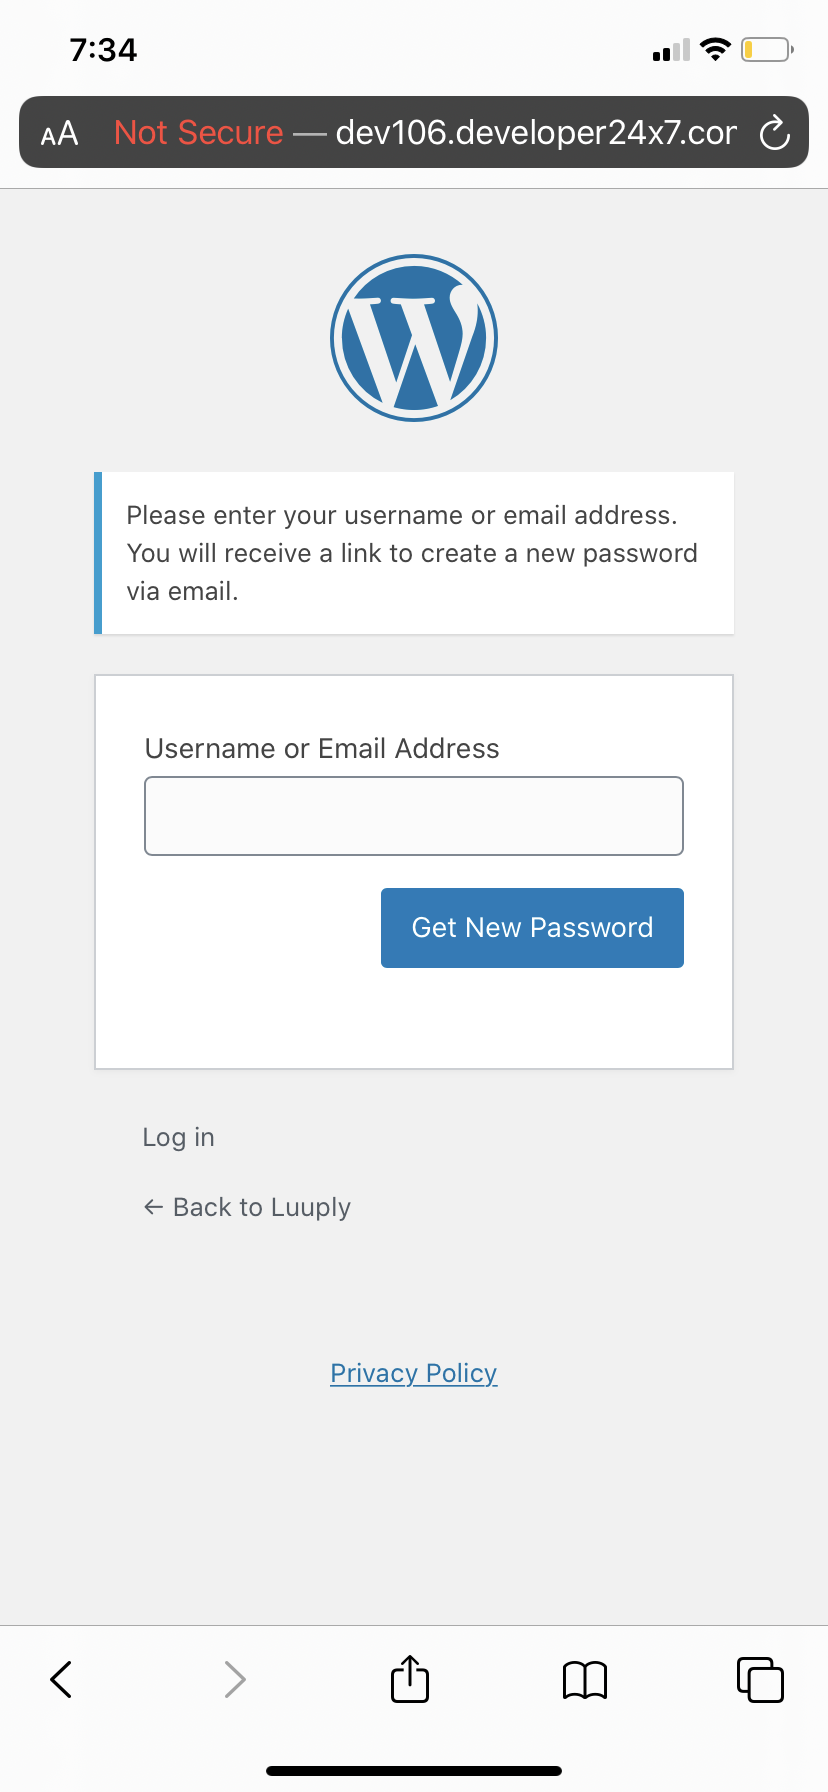 7:34
AA Not Secure — dev106.developer24x7.com
Please enter your username or email address.
You will receive a link to create a new password
via email.
Username or Email Address
Get New Password
Log in
← Back to Luuply
Privacy Policy